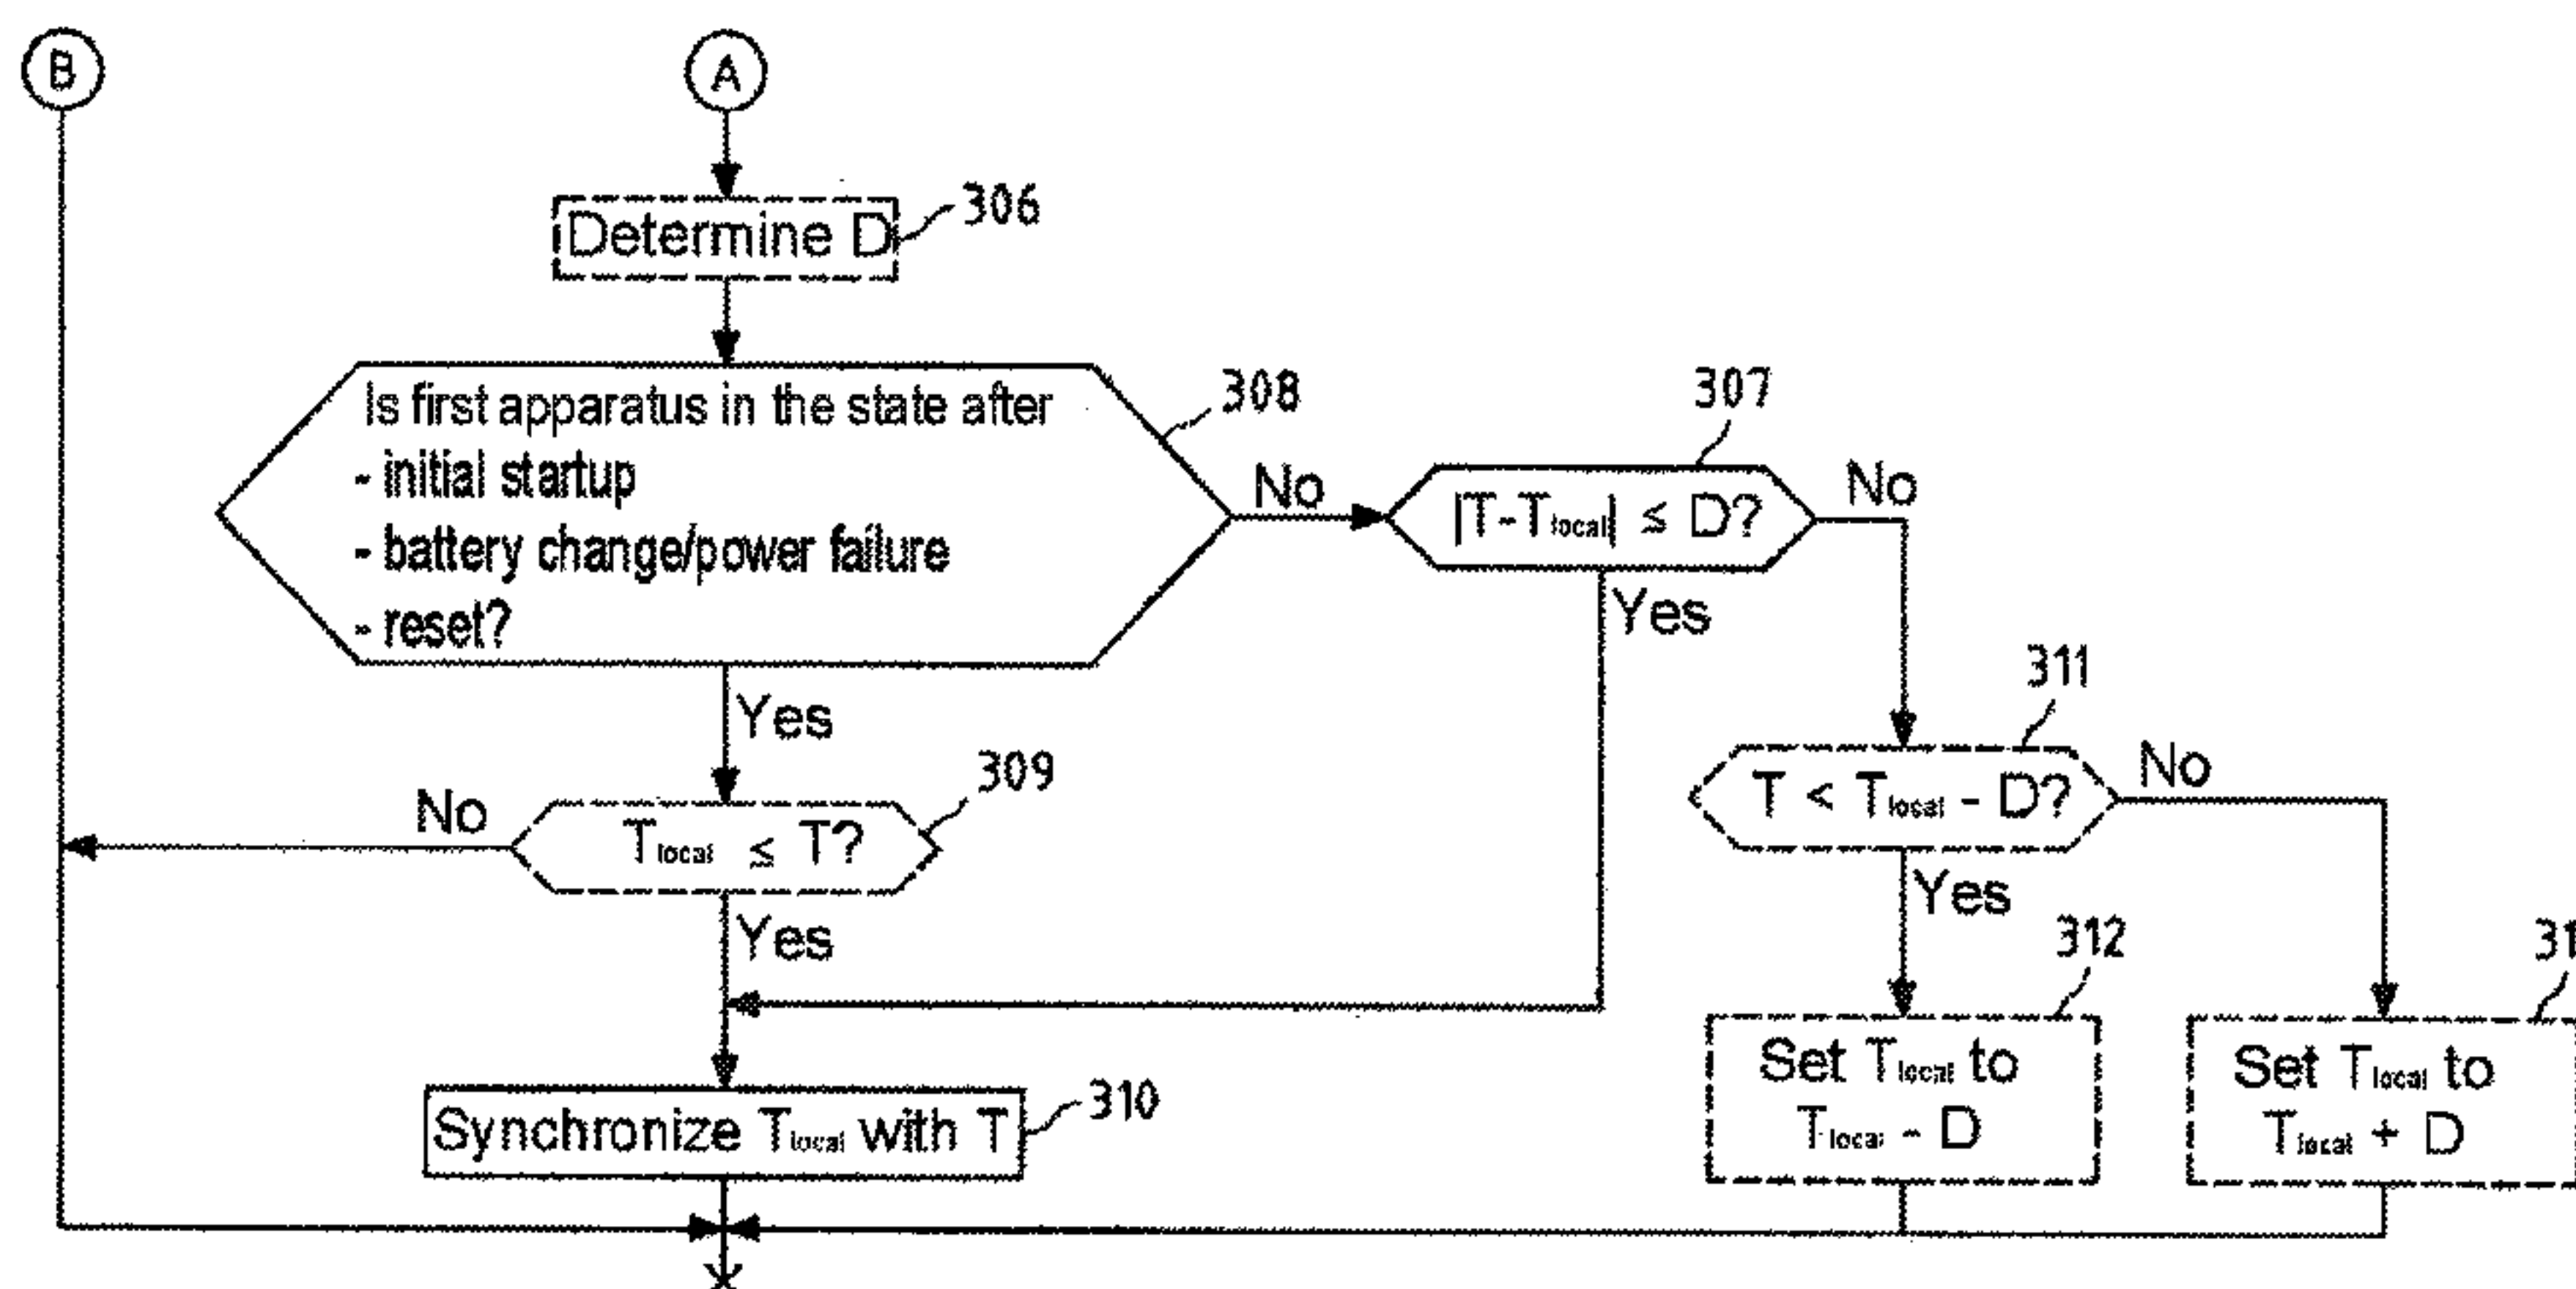 B
A
Determine D
306
Is first apparatus in the state after
- initial startup
- battery change/power failure
- reset?
308
No
307
|T-Tlocal| ≤ D?
No
Yes
Yes
309
No
Tlocal ≤ T?
Yes
311
T < Tlocal - D?
No
Yes
312
Set Tlocal to
Tlocal - D
31
Set Tlocal to
Tlocal + D
Synchronize Tlocal with T
310